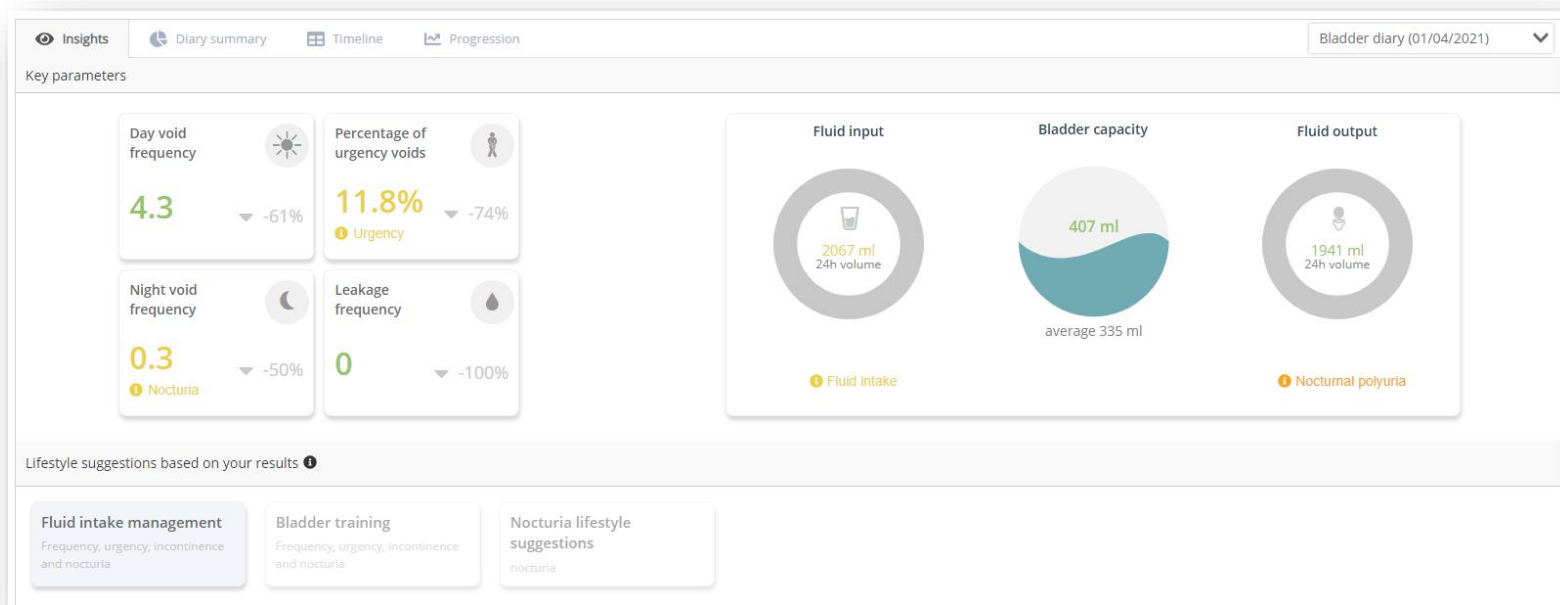 Insights
Diary summary
Timeline
Progression
Bladder diary (01/04/2021)
Key parameters
Day void
frequency
4.3
-61%
Percentage of
urgency voids
11.8%
-74%
Urgency
Night void
frequency
0.3
-50%
Nocturia
Leakage
frequency
0
-100%
Fluid input
2067 ml
24h volume
Fluid intake
Bladder capacity
407 ml
average 335 ml
Fluid output
1941 ml
24h volume
Nocturnal polyuria
Lifestyle suggestions based on your results
Fluid intake management
Frequency, urgency, incontinence
and nocturia
Bladder training
Frequency, urgency, incontinence
and nocturia
Nocturia lifestyle
suggestions
nocturia